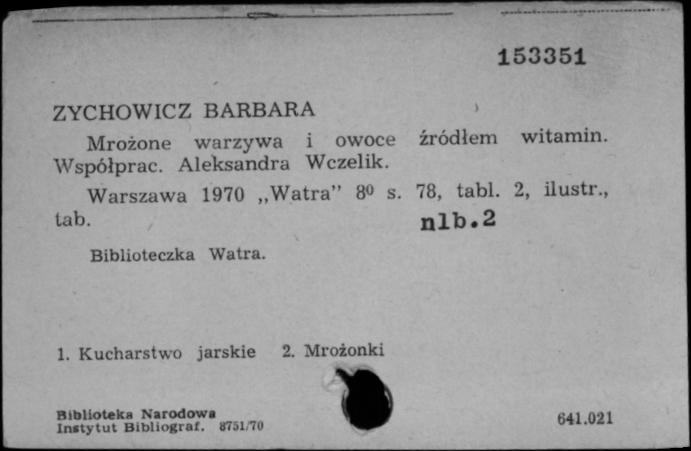 153351
ZYCHOWICZ BARBARA
Mrożone warzywa i owoce źródłem witamin.
Współprac. Aleksandra Wczelik.
Warszawa 1970 „Watra” 8⁰ s. 78, tabl. 2, ilustr.,
tab. nlb.2
Biblioteczka Watra.
1. Kucharstwo jarskie 2. Mrożonki
Biblioteka Narodowa
Instytut Bibliograf. 8751/70 641.021